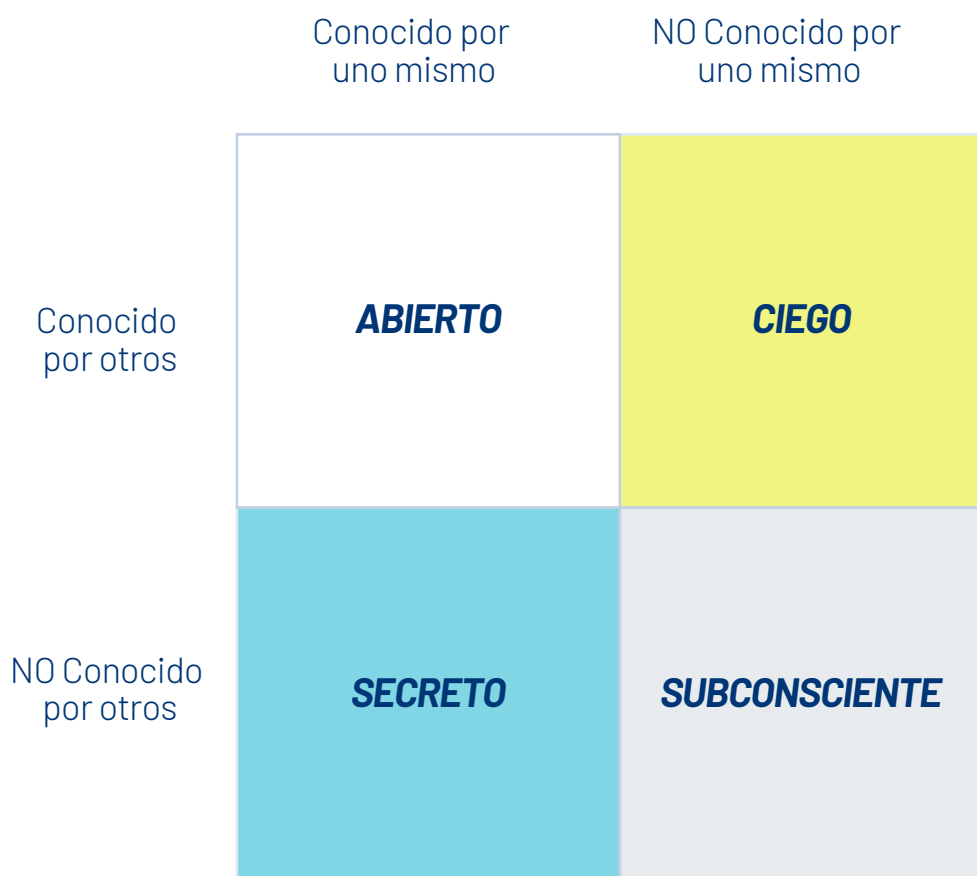 Conocido por
uno mismo
NO Conocido por
uno mismo
Conocido
por otros
ABIERTO
CIEGO
NO Conocido
por otros
SECRETO
SUBCONSCIENTE